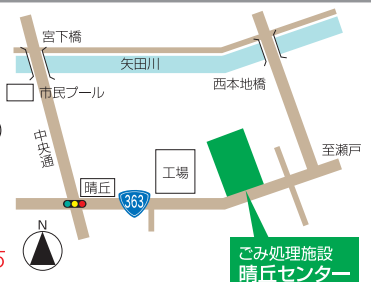 宮下橋
矢田川
西本地橋
市民プール
中央通
至瀬戸
工場
晴丘
363
N
ごみ処理施設
晴丘センター